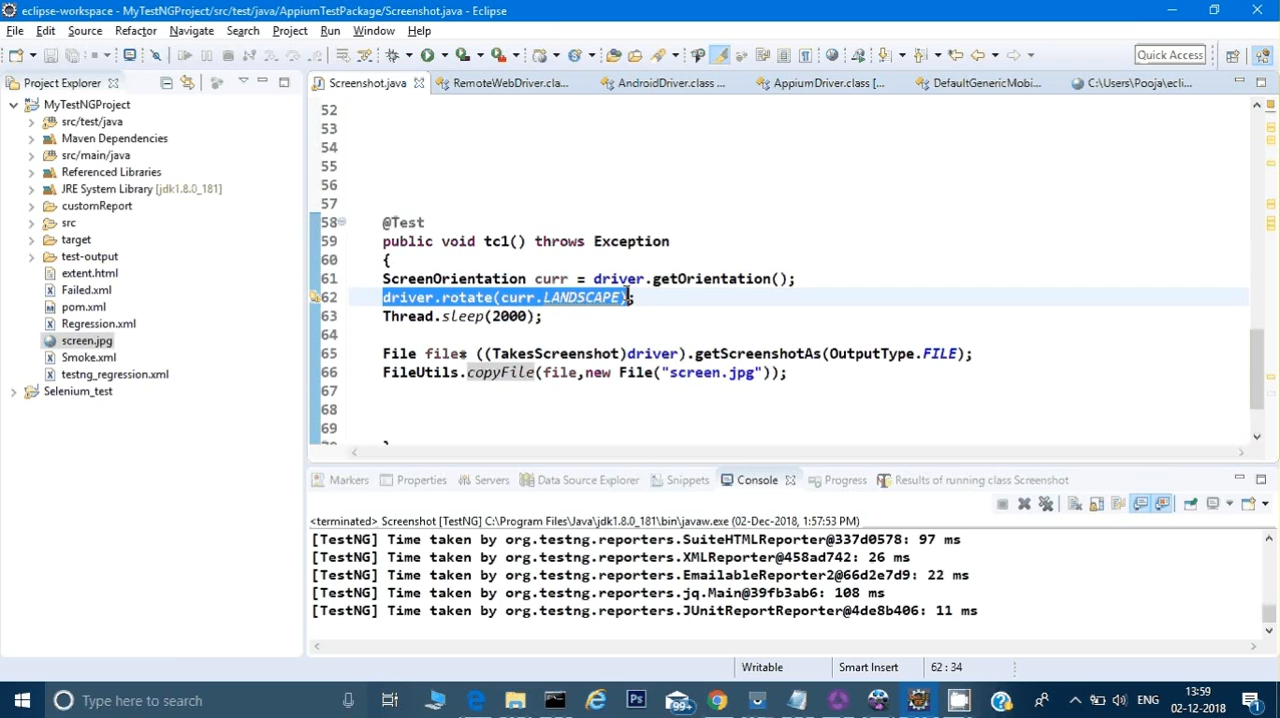 eclipse-workspace - MyTestNGProject/src/test/java/AppiumTestPackage/Screenshot.java - Eclipse
File Edit Source Refactor Navigate Search Project Run Window Help
Quick Access
Project Explorer
Screenshot.java RemoteWebDriver.cla... AndroidDriver.class ... AppiumDriver [... DefaultGenericMobi... C:\Users\Pooja\ecli...
MyTestNGProject
src/test/java
Maven Dependencies
src/main/java
Referenced Libraries
JRE System Library [jdk1.8.0_181]
customReport
src
target
test-output
extent.html
Failed.xml
pom.xml
Regression.xml
screen.jpg
Smoke.xml
testng_regression.xml
Selenium_test
52
53
54
55
56
57
58 @Test
59 public void tc1() throws Exception
60 {
61 ScreenOrientation curr = driver.getOrientation();
62 driver.rotate(curr.LANDSCAPE);
63 Thread.sleep(2000);
64
65 File file= ((TakesScreenshot)driver).getScreenshotAs(OutputType.FILE);
66 FileUtils.copyFile(file,new File("screen.jpg"));
67
68
69
70 }
Markers Properties Servers Data Source Explorer Snippets Console Progress Results of running class Screenshot
<terminated> Screenshot [TestNG] C:\Program Files\Java\jdk1.8.0_181\bin\javaw.exe (02-Dec-2018, 1:57:53 PM)
[TestNG] Time taken by org.testng.reporters.SuiteHTMLReporter@337d0578: 97 ms
[TestNG] Time taken by org.testng.reporters.XMLReporter@458ad742: 26 ms
[TestNG] Time taken by org.testng.reporters.EmailableReporter2@66d2e7d9: 22 ms
[TestNG] Time taken by org.testng.reporters.jq.Main@39fb3ab6: 108 ms
[TestNG] Time taken by org.testng.reporters.JUnitReportReporter@4de8b406: 11 ms
Writable Smart Insert 62 : 34
Type here to search
Ps
99+
ENG
13:59
02-12-2018
1